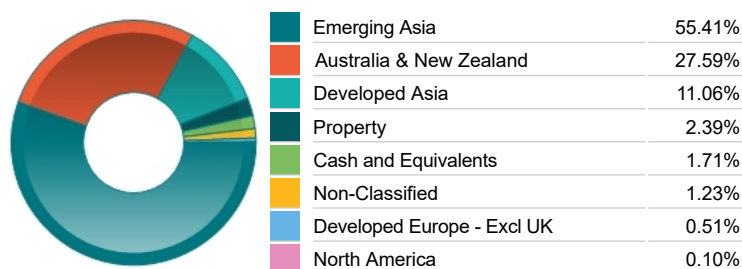 Emerging Asia 55.41%
Australia & New Zealand 27.59%
Developed Asia 11.06%
Property 2.39%
Cash and Equivalents 1.71%
Non-Classified 1.23%
Developed Europe - Excl UK 0.51%
North America 0.10%